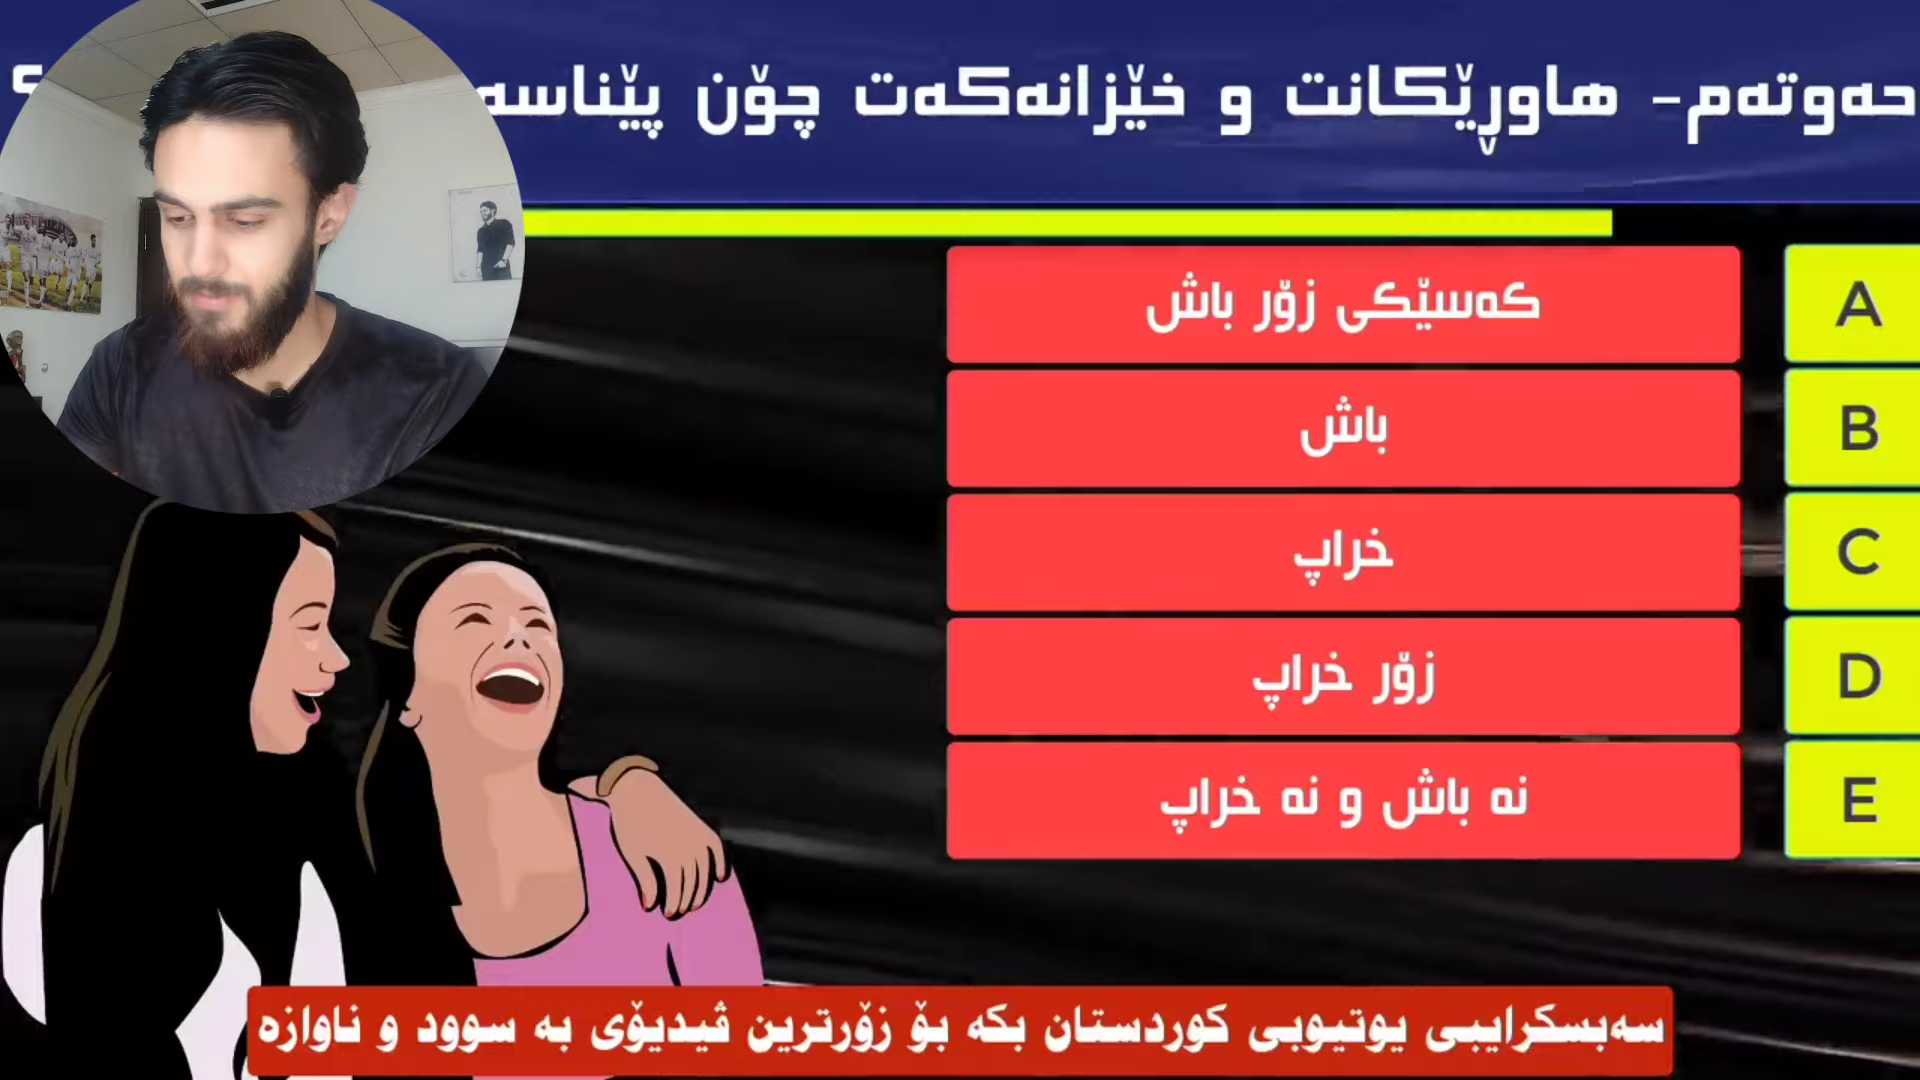 حەوتەم- هاوڕێکانت و خێزانەکەت چۆن پێناسە ؟
کەسێکی زۆر باش A
باش B
خراپ C
زۆر خراپ D
نە باش و نە خراپ E
سەبسکرایبی یوتیوبی کوردستان بکە بۆ زۆرترین ڤیدیۆی بە سوود و ناوازە